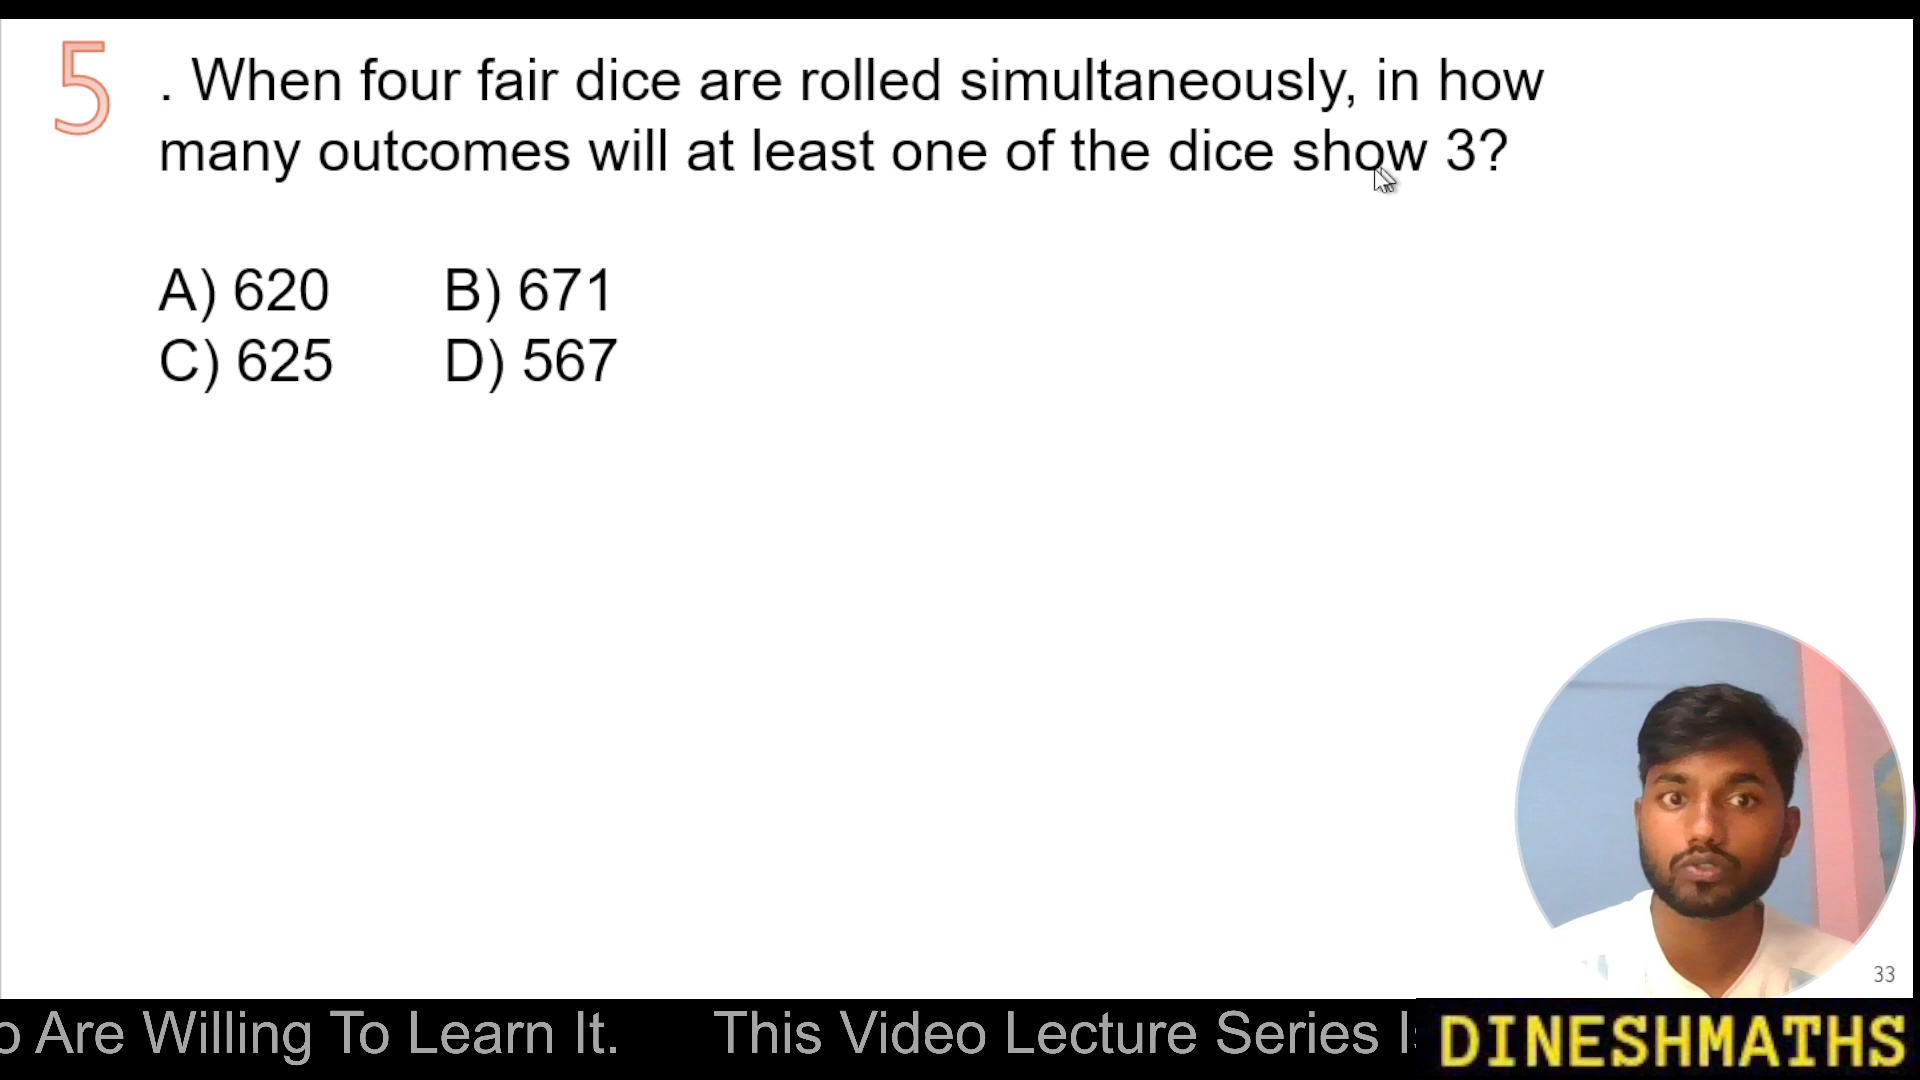 5 . When four fair dice are rolled simultaneously, in how
many outcomes will at least one of the dice show 3?
A) 620 B) 671
C) 625 D) 567
33
o Are Willing To Learn It. This Video Lecture Series I
DINESHMATHS